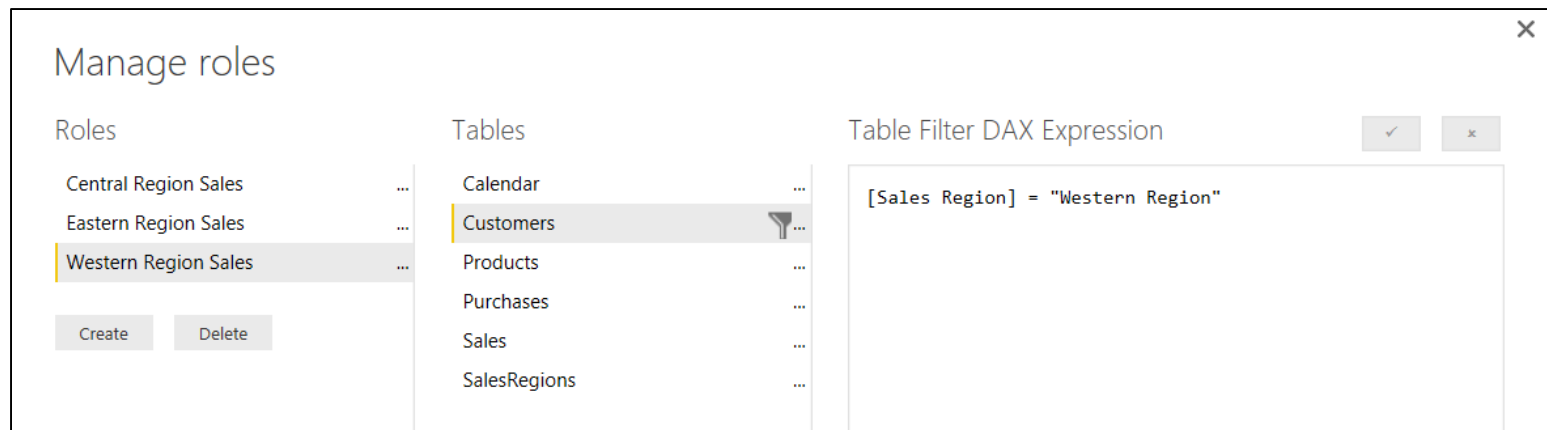 Manage roles
Roles
Tables
Table Filter DAX Expression
Central Region Sales ...
Eastern Region Sales ...
Western Region Sales ...
Create Delete
Calendar ...
Customers ...
Products ...
Purchases ...
Sales ...
SalesRegions ...
[Sales Region] = "Western Region"